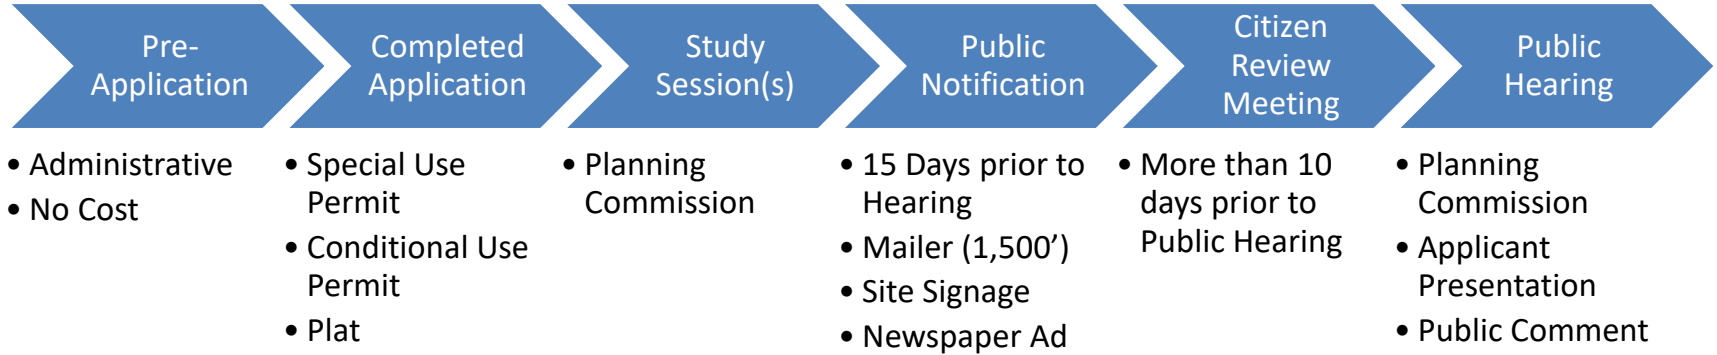 Pre-
Application
• Administrative
• No Cost
Completed
Application
• Special Use
Permit
• Conditional Use
Permit
• Plat
Study
Session(s)
• Planning
Commission
Public
Notification
• 15 Days prior to
Hearing
• Mailer (1,500’)
• Site Signage
• Newspaper Ad
Citizen
Review
Meeting
• More than 10
days prior to
Public Hearing
Public
Hearing
• Planning
Commission
• Applicant
Presentation
• Public Comment